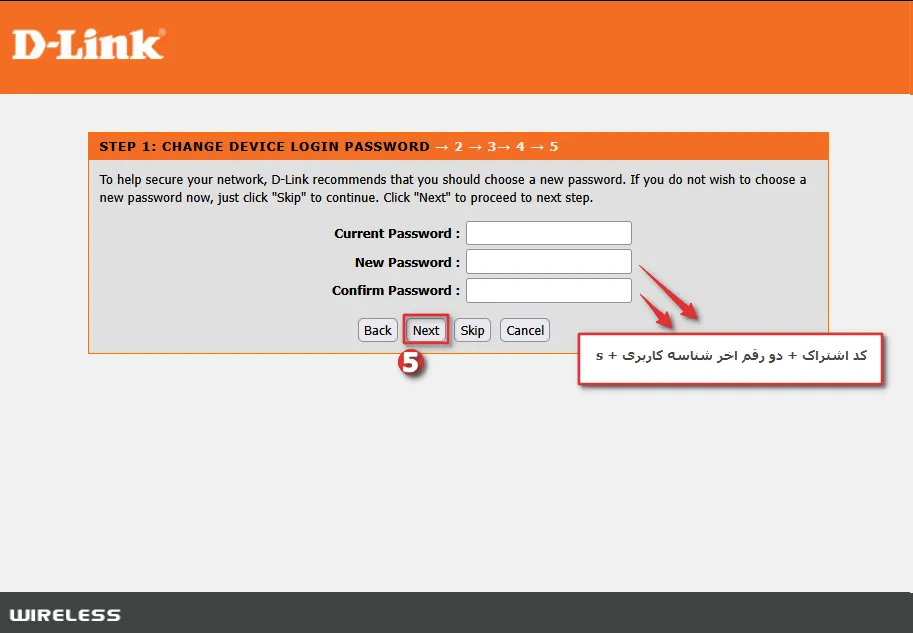 D-Link
STEP 1: CHANGE DEVICE LOGIN PASSWORD → 2 → 3→ 4 → 5
To help secure your network, D-Link recommends that you should choose a new password. If you do not wish to choose a
new password now, just click "Skip" to continue. Click "Next" to proceed to next step.
Current Password :
New Password :
Confirm Password :
Back Next Skip Cancel
5
کد اشتراک + دو رقم اخر شناسه کاربری + s
WIRELESS